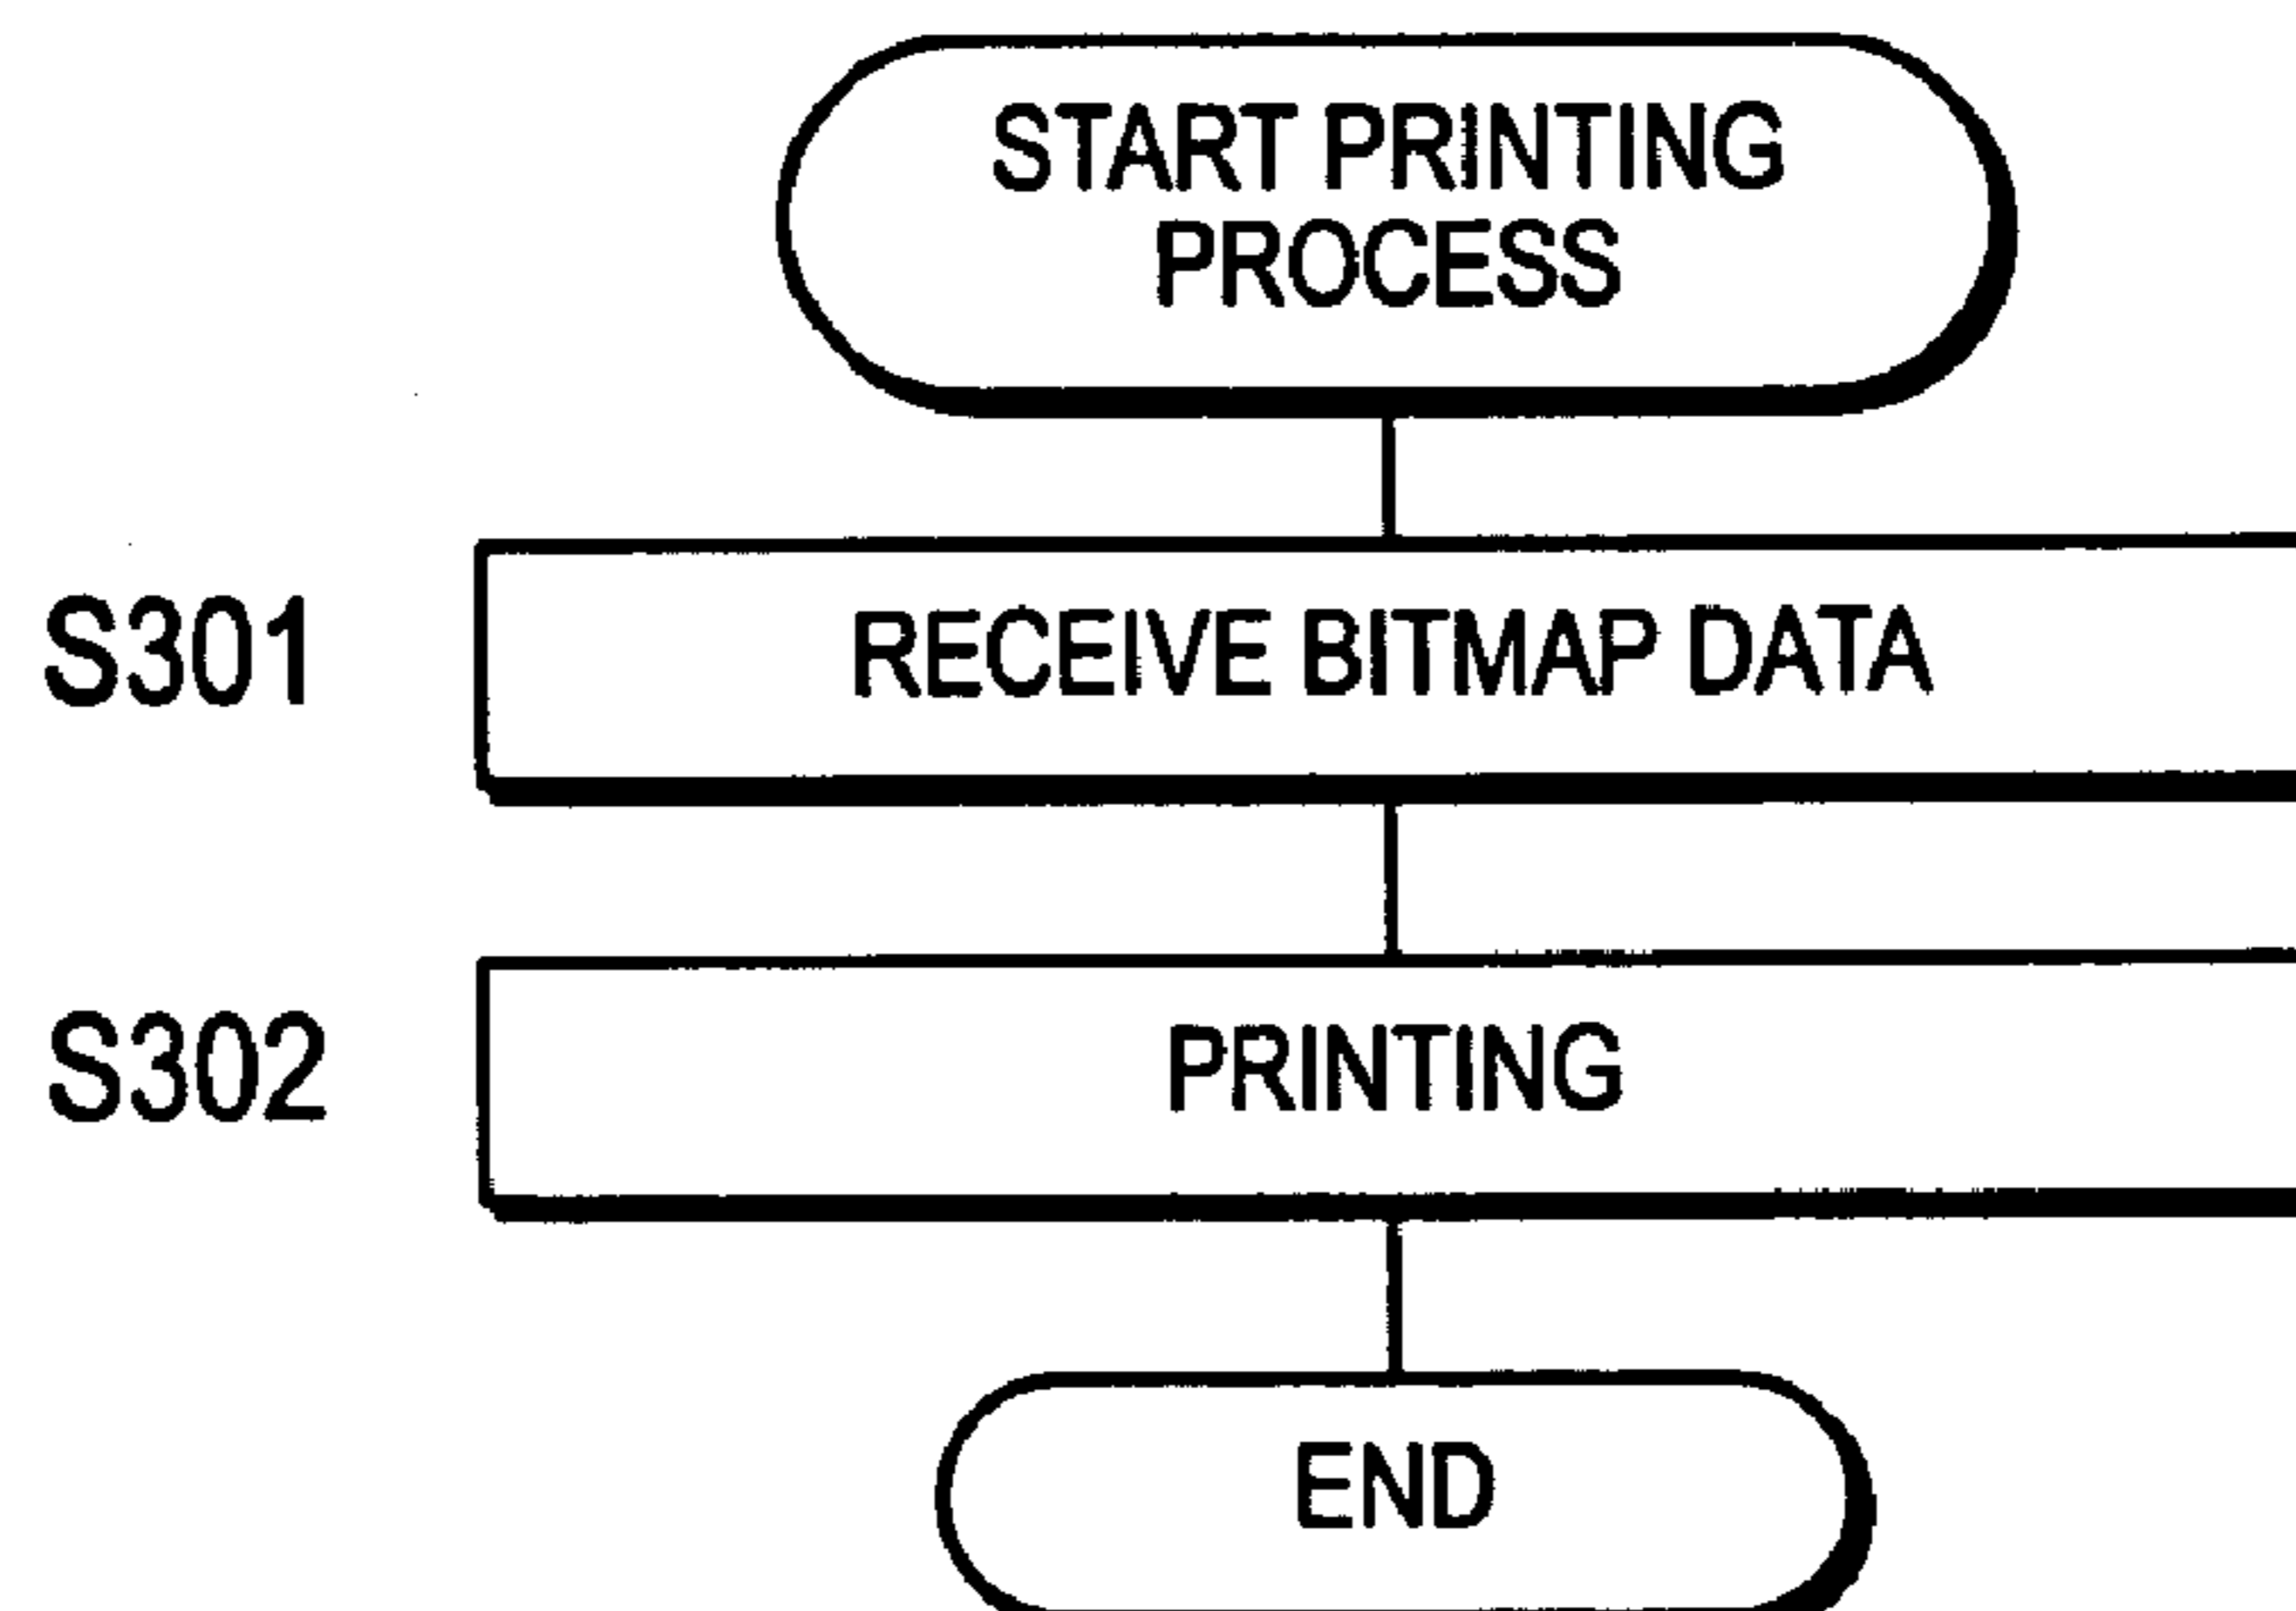 START PRINTING
PROCESS
S301 RECEIVE BITMAP DATA
S302 PRINTING
END